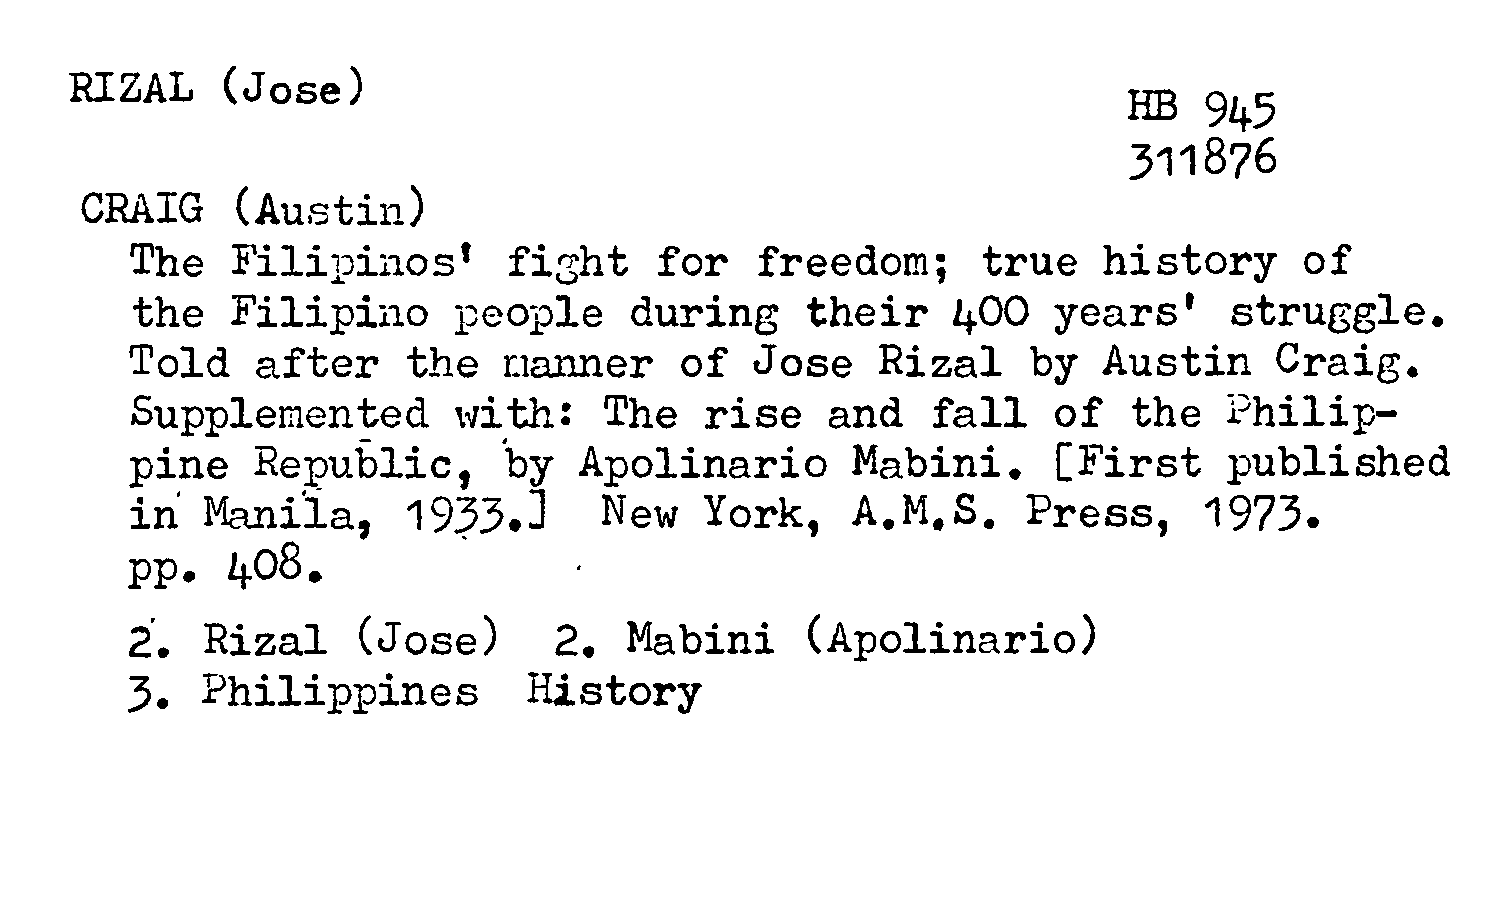 RIZAL (Jose)
HB 945
311876
CRAIG (Austin)
The Filipinos' fight for freedom; true history of
the Filipino people during their 400 years' struggle.
Told after the manner of Jose Rizal by Austin Craig.
Supplemented with: The rise and fall of the Philip-
pine Republic, by Apolinario Mabini. [First published
in Manila, 1933.] New York, A.M.S. Press, 1973.
pp. 408.
2. Rizal (Jose) 2. Mabini (Apolinario)
3. Philippines History